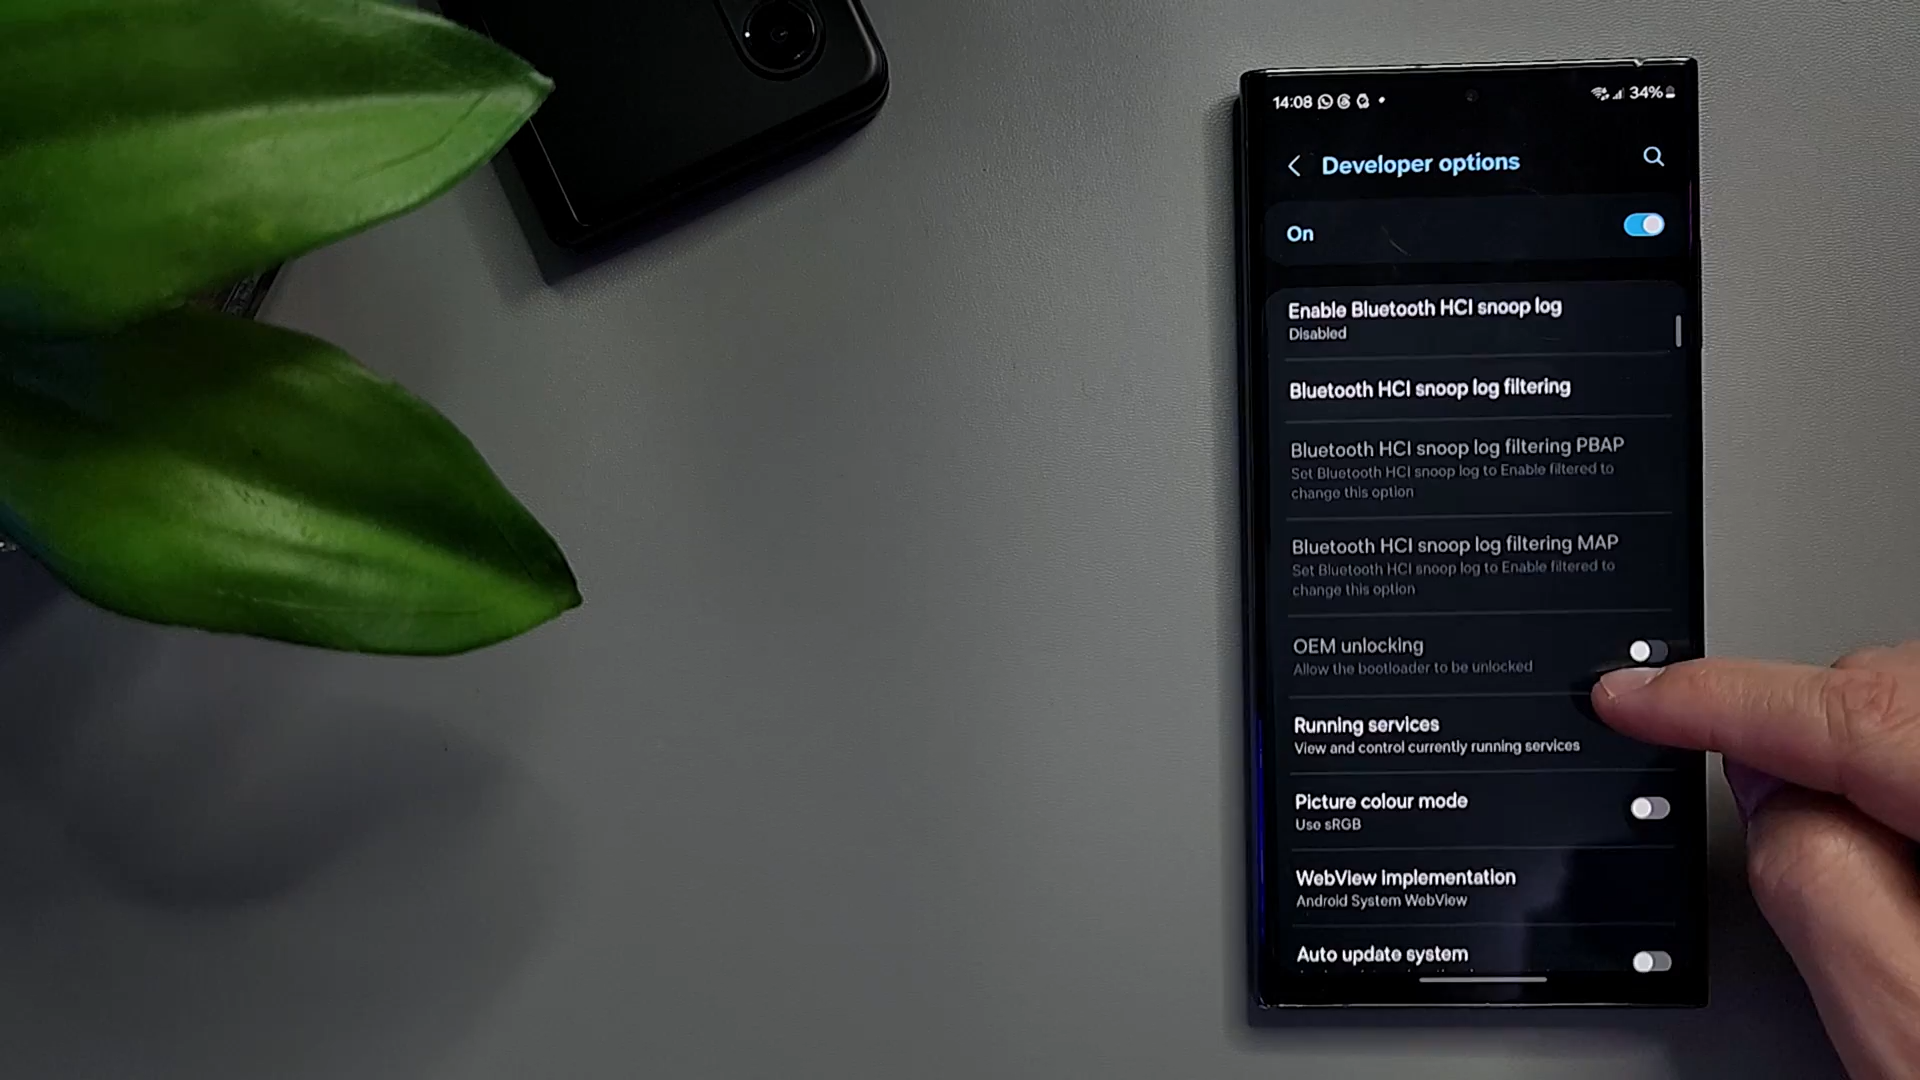 14:08 34%
Developer options
On
Enable Bluetooth HCI snoop log
Disabled
Bluetooth HCI snoop log filtering
Bluetooth HCI snoop log filtering PBAP
Set Bluetooth HCI snoop log to Enable filtered to
change this option
Bluetooth HCI snoop log filtering MAP
Set Bluetooth HCI snoop log to Enable filtered to
change this option
OEM unlocking
Allow the bootloader to be unlocked
Running services
View and control currently running services
Picture colour mode
Use sRGB
WebView implementation
Android System WebView
Auto update system